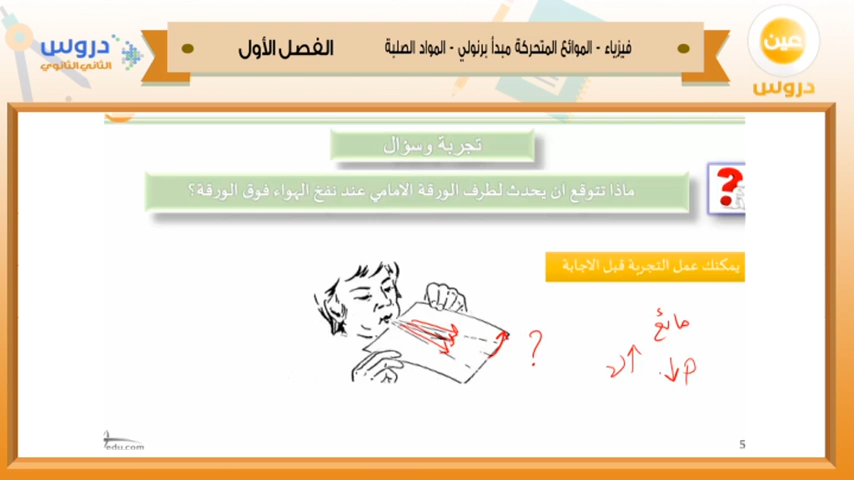 دروس
الثاني الثانوي
الفصل الأول
فيزياء - الموائع المتحركة مبدأ برنولي - المواد الصلبة
عين
دروس
تجربة وسؤال
ماذا تتوقع ان يحدث لطرف الورقة الامامي عند نفخ الهواء فوق الورقة؟
?
يمكنك عمل التجربة قبل الاجابة
مائع
?
υ↑ ↓P
edu.com
5